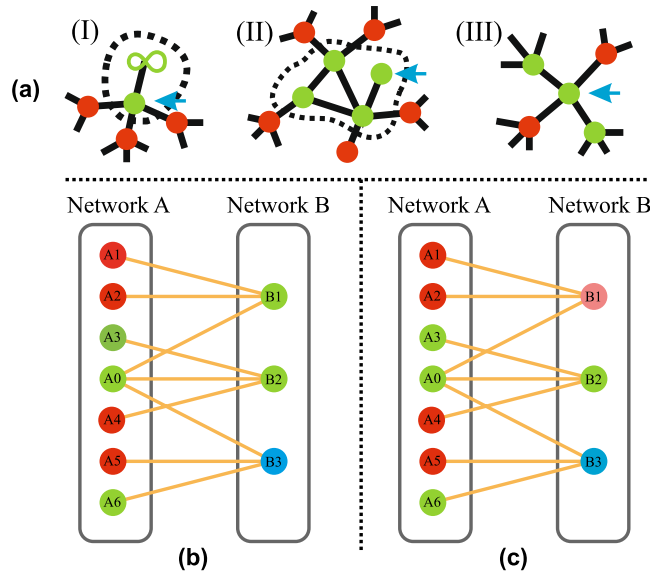 (I) (II) (III)
(a)
Network A Network B Network A Network B
A1 A1
A2 B1 A2 B1
A3 A3
A0 B2 A0 B2
A4 A4
A5 B3 A5 B3
A6 A6
(b) (c)